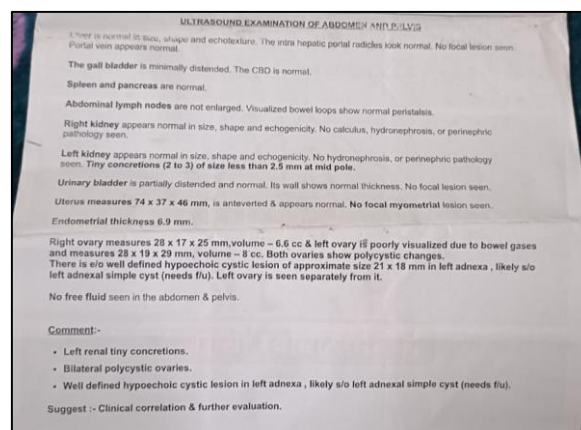 ULTRASOUND EXAMINATION OF ABDOMEN AND PELVIS
Liver is normal in size, shape and echotexture. The intra hepatic portal radicles look normal. No focal lesion seen.
Portal vein appears normal.
The gall bladder is minimally distended. The CBD is normal.
Spleen and pancreas are normal.
Abdominal lymph nodes are not enlarged. Visualized bowel loops show normal peristalsis.
Right kidney appears normal in size, shape and echogenicity. No calculus, hydronephrosis, or perinephric
pathology seen.
Left kidney appears normal in size, shape and echogenicity. No hydronephrosis, or perinephric pathology
seen. Tiny concretions (2 to 3) of size less than 2.5 mm at mid pole.
Urinary bladder is partially distended and normal. Its wall shows normal thickness. No focal lesion seen.
Uterus measures 74 x 37 x 46 mm, is anteverted & appears normal. No focal myometrial lesion seen.
Endometrial thickness 6.9 mm.
Right ovary measures 28 x 17 x 25 mm,volume – 6.6 cc & left ovary is poorly visualized due to bowel gases
and measures 28 x 19 x 29 mm, volume – 8 cc. Both ovaries show polycystic changes.
There is e/o well defined hypoechoic cystic lesion of approximate size 21 x 18 mm in left adnexa , likely s/o
left adnexal simple cyst (needs f/u). Left ovary is seen separately from it.
No free fluid seen in the abdomen & pelvis.
Comment:-
• Left renal tiny concretions.
• Bilateral polycystic ovaries.
• Well defined hypoechoic cystic lesion in left adnexa , likely s/o left adnexal simple cyst (needs f/u).
Suggest :- Clinical correlation & further evaluation.